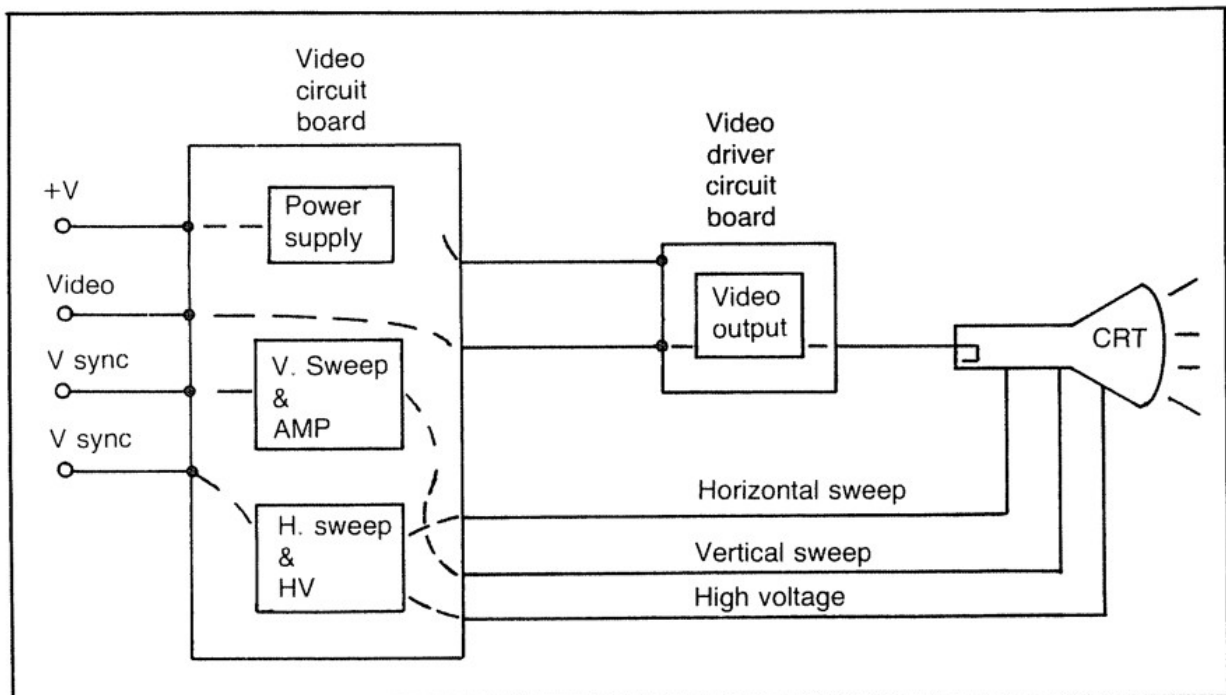 Video
circuit
board
Video
driver
circuit
board
+V
Power
supply
Video
Video
output
CRT
V sync
V. Sweep
&
AMP
V sync
Horizontal sweep
H. sweep
&
HV
Vertical sweep
High voltage